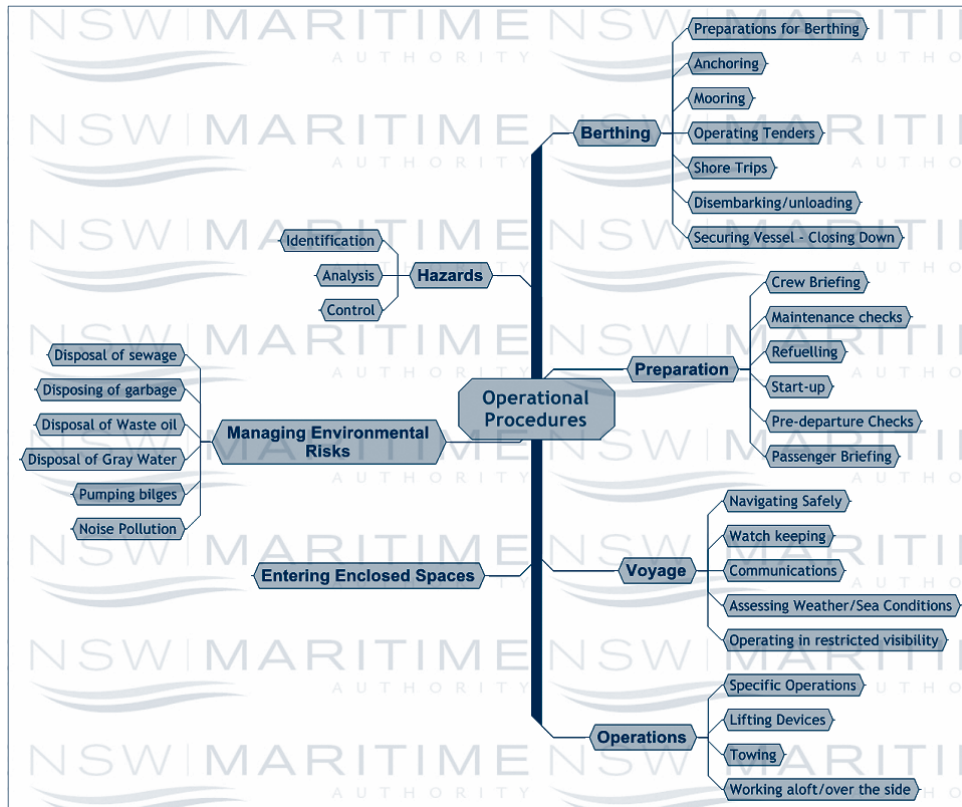 Operational
Procedures
Berthing
Preparations for Berthing
Anchoring
Mooring
Operating Tenders
Shore Trips
Disembarking/unloading
Securing Vessel - Closing Down
Preparation
Crew Briefing
Maintenance checks
Refuelling
Start-up
Pre-departure Checks
Passenger Briefing
Voyage
Navigating Safely
Watch keeping
Communications
Assessing Weather/Sea Conditions
Operating in restricted visibility
Operations
Specific Operations
Lifting Devices
Towing
Working aloft/over the side
Hazards
Identification
Analysis
Control
Managing Environmental
Risks
Disposal of sewage
Disposing of garbage
Disposal of Waste oil
Disposal of Gray Water
Pumping bilges
Noise Pollution
Entering Enclosed Spaces
NSW MARITIME
AUTHORITY